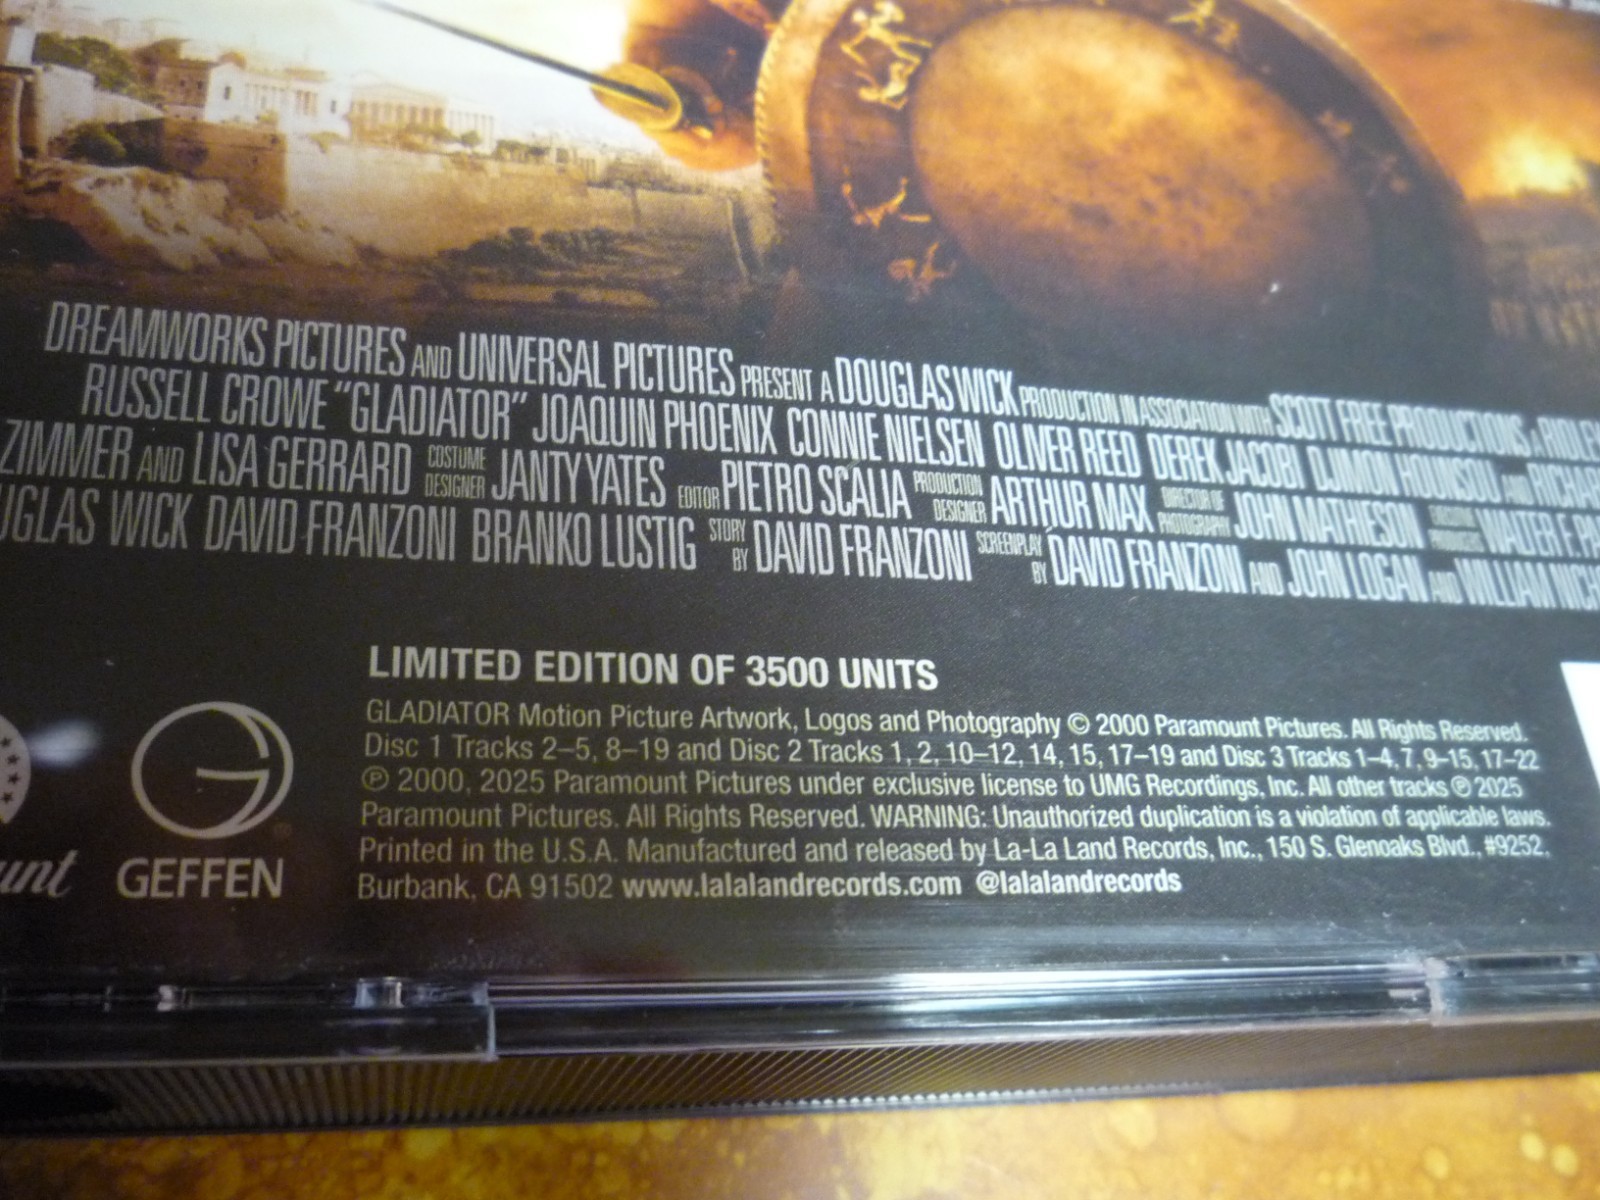 DREAMWORKS PICTURES AND UNIVERSAL PICTURES PRESENT A DOUGLAS WICK PRODUCTION IN ASSOCIATION WITH SCOTT FREE PRODUCTIONS A
RUSSELL CROWE "GLADIATOR" JOAQUIN PHOENIX CONNIE NIELSEN OLIVER REED DEREK JACOBI DJIMON HOUNSOU AND
ZIMMER AND LISA GERRARD COSTUME DESIGNER JANTY YATES EDITOR PIETRO SCALIA PRODUCTION DESIGNER ARTHUR MAX DIRECTOR OF PHOTOGRAPHY JOHN MATHIESON WALTER F.
WICK DAVID FRANZONI BRANKO LUSTIG STORY BY DAVID FRANZONI SCREENPLAY BY DAVID FRANZONI AND JOHN LOGAN AND WILLIAM
LIMITED EDITION OF 3500 UNITS
GLADIATOR Motion Picture Artwork, Logos and Photography © 2000 Paramount Pictures. All Rights Reserved.
Disc 1 Tracks 2–5, 8–19 and Disc 2 Tracks 1, 2, 10–12, 14, 15, 17–19 and Disc 3 Tracks 1–4, 7, 9–15, 17–22
℗ 2000, 2025 Paramount Pictures under exclusive license to UMG Recordings, Inc. All other tracks ℗ 2025
Paramount Pictures. All Rights Reserved. WARNING: Unauthorized duplication is a violation of applicable laws.
Printed in the U.S.A. Manufactured and released by La-La Land Records, Inc., 150 S. Glenoaks Blvd., #9252,
Burbank, CA 91502 www.lalalandrecords.com @lalalandrecords
GEFFEN